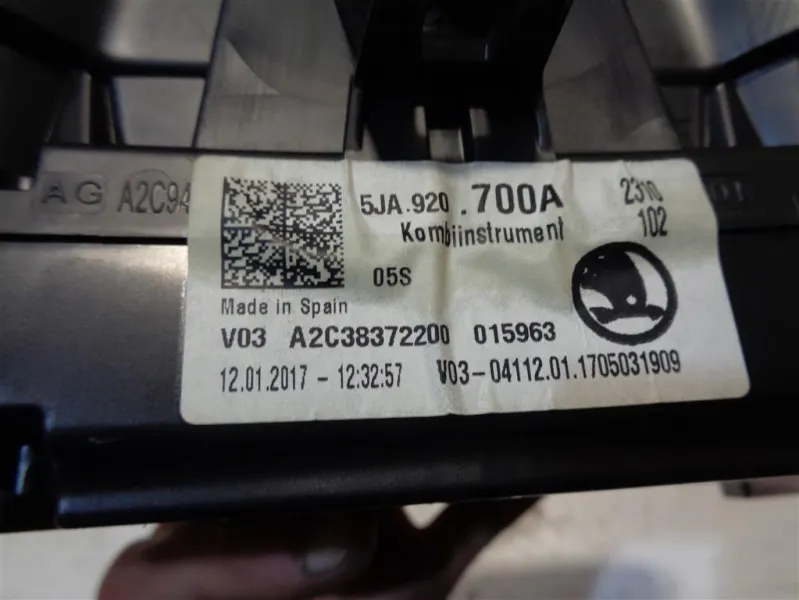 AG A2C94
5JA.920.700A
2310
Kombiinstrument
102
05S
Made in Spain
V03 A2C38372200 015963
12.01.2017 - 12:32:57 V03-04112.01.1705031909